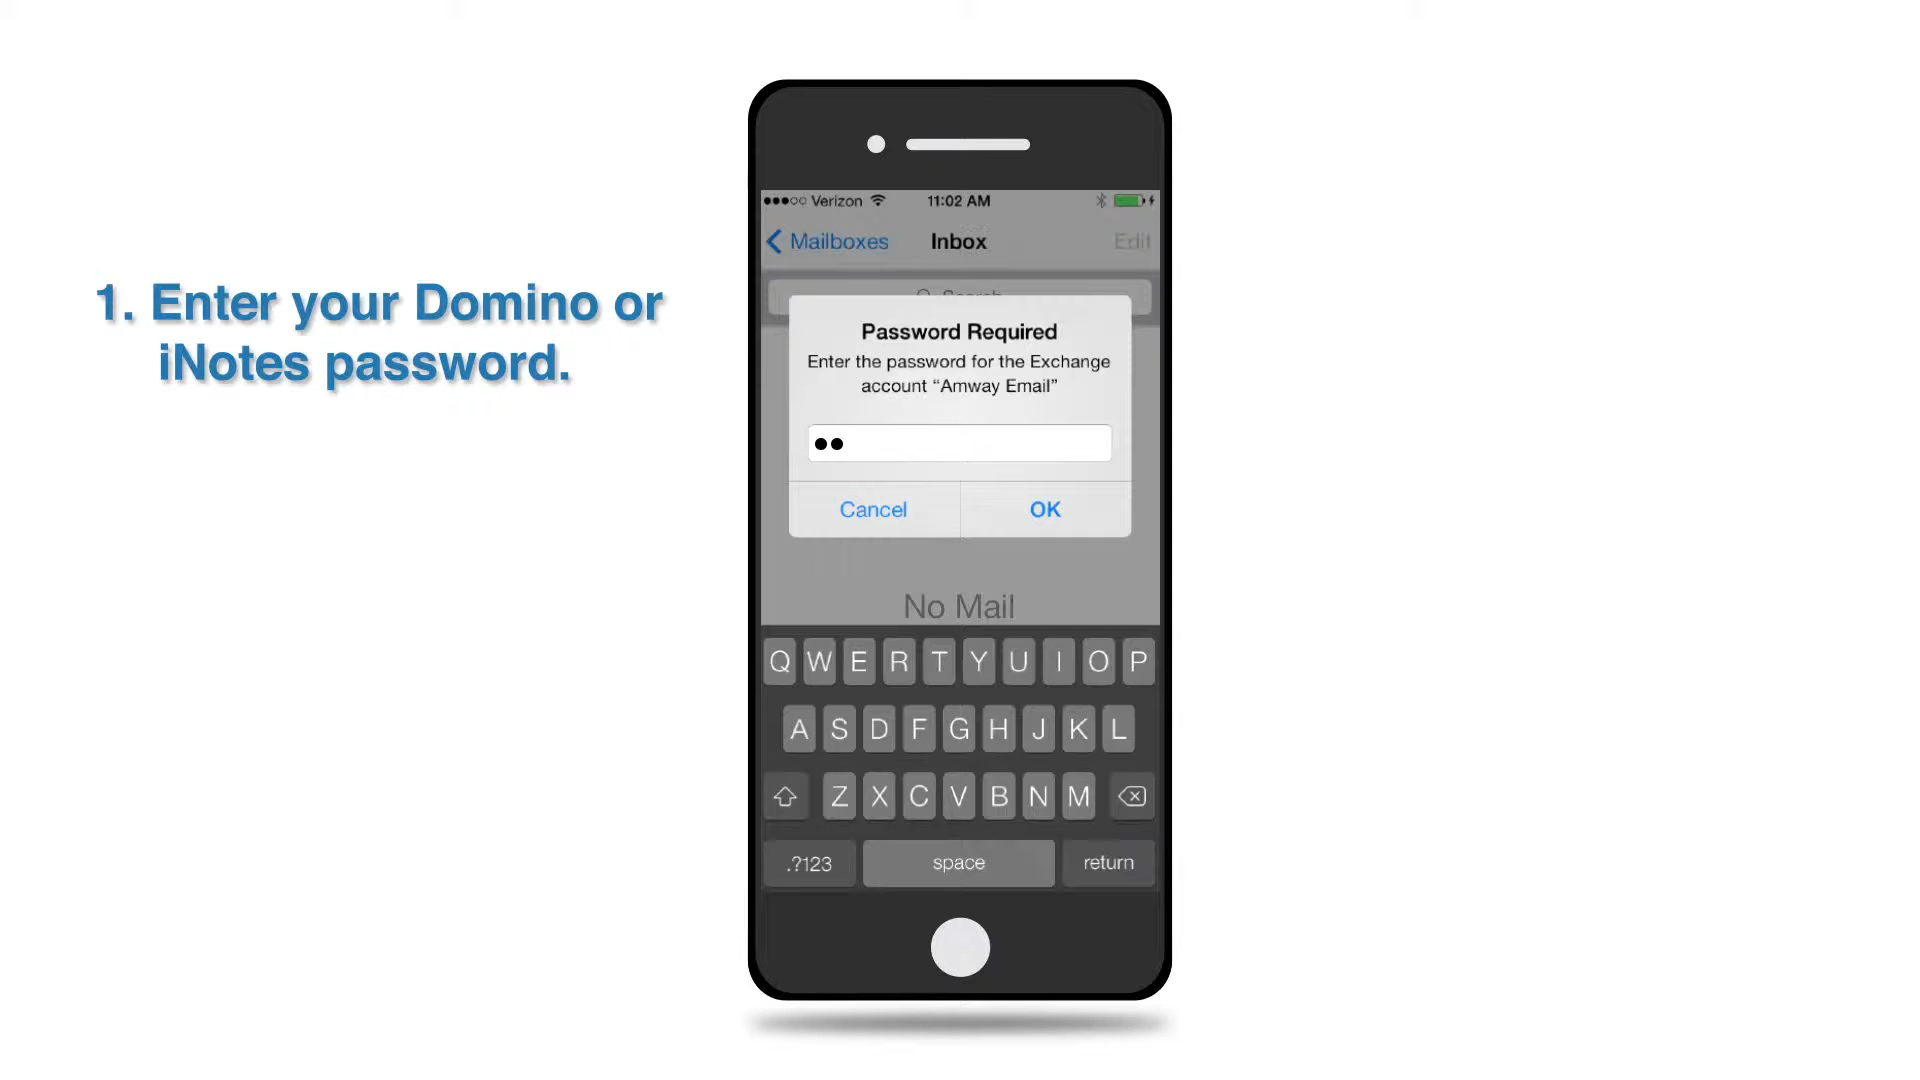 1. Enter your Domino or
iNotes password.
Verizon 11:02 AM
Mailboxes Inbox Edit
Search
Password Required
Enter the password for the Exchange
account “Amway Email”
Cancel OK
No Mail
Q W E R T Y U I O P
A S D F G H J K L
Z X C V B N M
.?123 space return